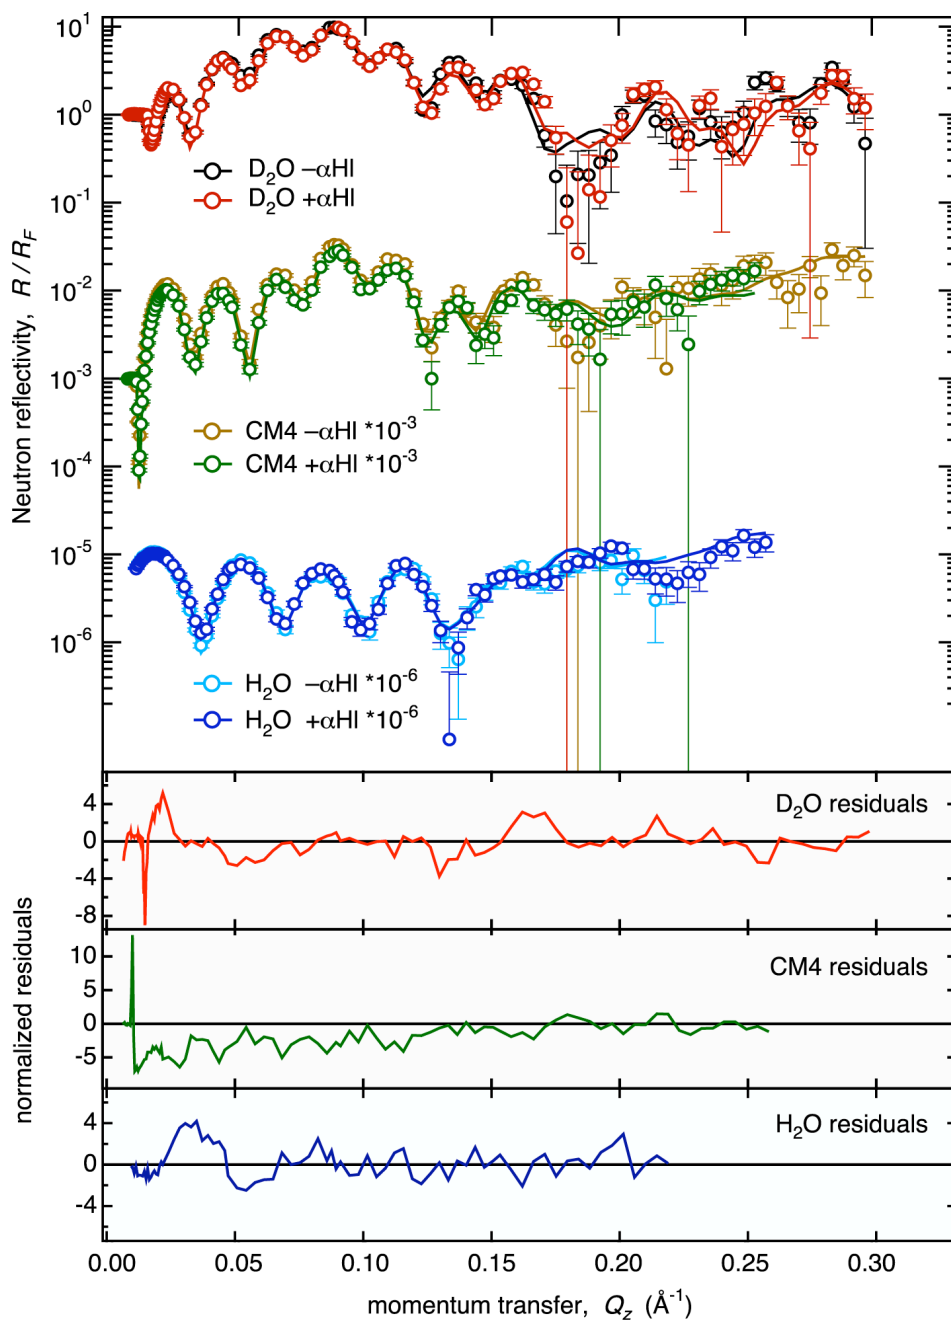 Neutron reflectivity, R / R_F
10^1
10^0
10^-1
10^-2
10^-3
10^-4
10^-5
10^-6
D2O −αHl
D2O +αHl
CM4 −αHl *10^-3
CM4 +αHl *10^-3
H2O −αHl *10^-6
H2O +αHl *10^-6
normalized residuals
4
0
-4
-8
D2O residuals
10
5
0
-5
CM4 residuals
4
0
-4
H2O residuals
0.00 0.05 0.10 0.15 0.20 0.25 0.30
momentum transfer, Qz (Å^-1)